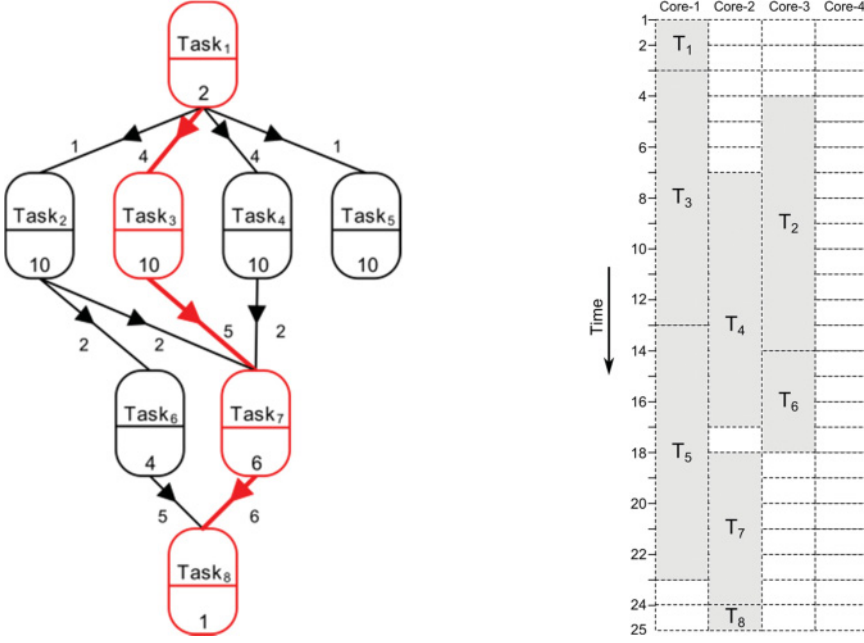 Task₁
2
1
4
4
1
Task₂
10
Task₃
10
Task₄
10
Task₅
10
2
2
5
2
Task₆
4
Task₇
6
5
6
Task₈
1
Core-1 Core-2 Core-3 Core-4
1
2
4
6
8
10
12
14
16
18
20
22
24
25
Time
T₁
T₃
T₂
T₄
T₆
T₅
T₇
T₈